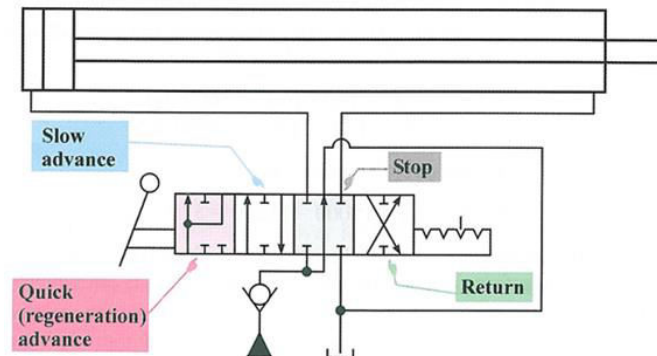 Slow
advance
Stop
Quick
(regeneration)
advance
Return